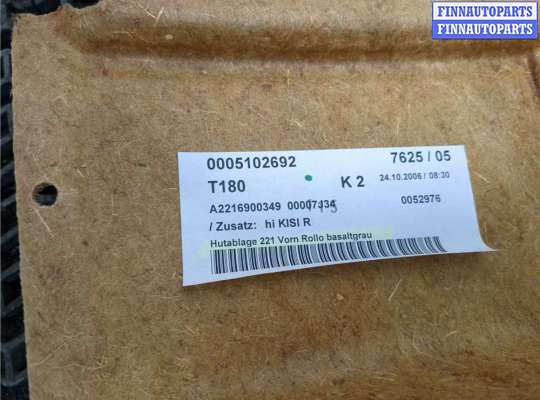 FINNAUTOPARTS
FINNAUTOPARTS
0005102692 7625 / 05
T180 K 2 24.10.2006 / 08:30
A2216900349 0052976
/ Zusatz: hi KISI R
Hutablage 221 Vorn.Rollo basaltgrau